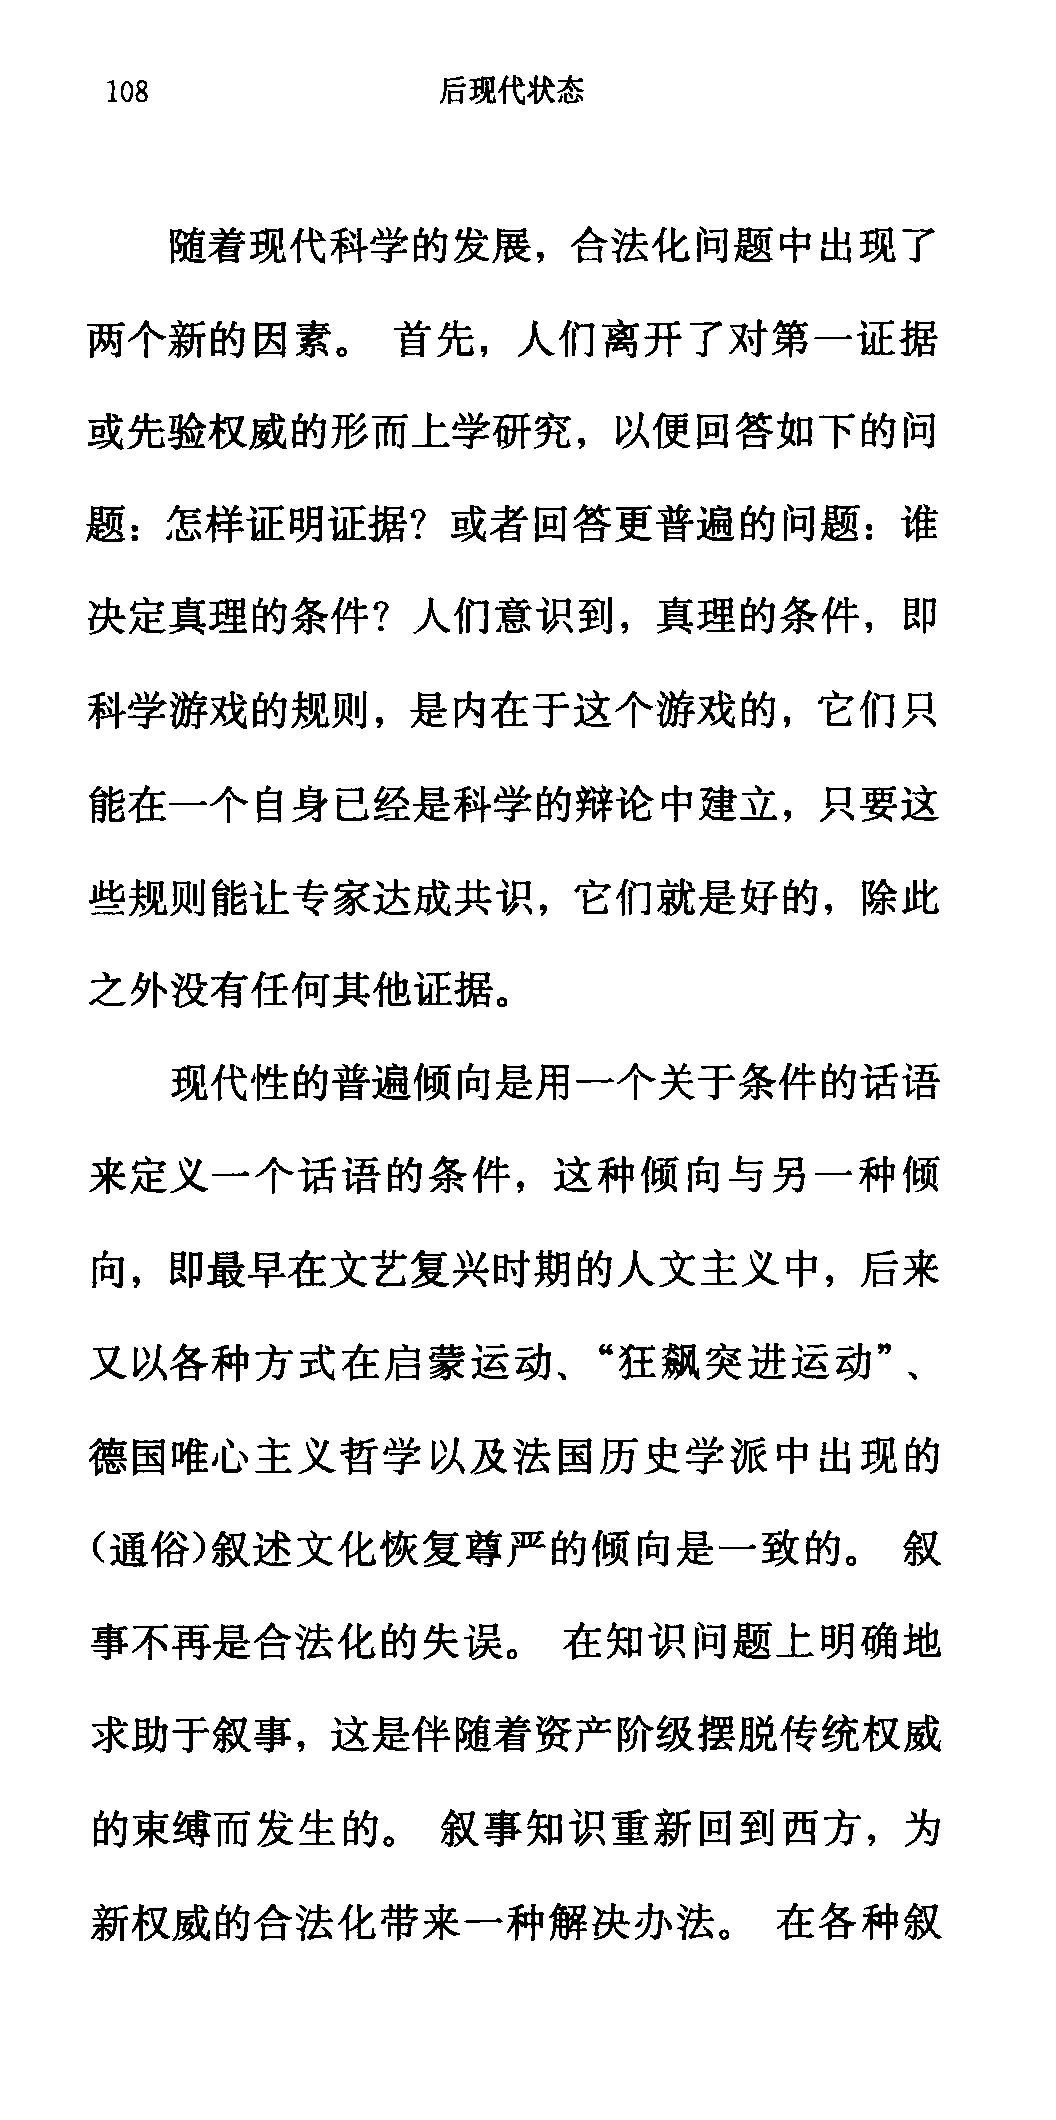 108 后现代状态
随着现代科学的发展，合法化问题中出现了
两个新的因素。 首先，人们离开了对第一证据
或先验权威的形而上学研究，以便回答如下的问
题：怎样证明证据？或者回答更普遍的问题：谁
决定真理的条件？人们意识到，真理的条件，即
科学游戏的规则，是内在于这个游戏的，它们只
能在一个自身已经是科学的辩论中建立，只要这
些规则能让专家达成共识，它们就是好的，除此
之外没有任何其他证据。
现代性的普遍倾向是用一个关于条件的话语
来定义一个话语的条件，这种倾向与另一种倾
向，即最早在文艺复兴时期的人文主义中，后来
又以各种方式在启蒙运动、“狂飙突进运动”、
德国唯心主义哲学以及法国历史学派中出现的
（通俗）叙述文化恢复尊严的倾向是一致的。 叙
事不再是合法化的失误。 在知识问题上明确地
求助于叙事，这是伴随着资产阶级摆脱传统权威
的束缚而发生的。 叙事知识重新回到西方，为
新权威的合法化带来一种解决办法。 在各种叙